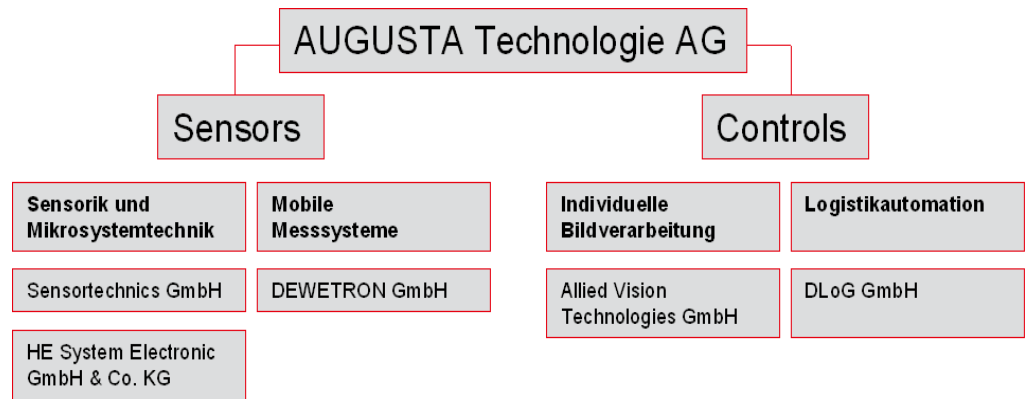 AUGUSTA Technologie AG
Sensors
Controls
Sensorik und
Mikrosystemtechnik
Mobile
Messsysteme
Individuelle
Bildverarbeitung
Logistikautomation
Sensortechnics GmbH
DEWETRON GmbH
Allied Vision
Technologies GmbH
DLoG GmbH
HE System Electronic
GmbH & Co. KG